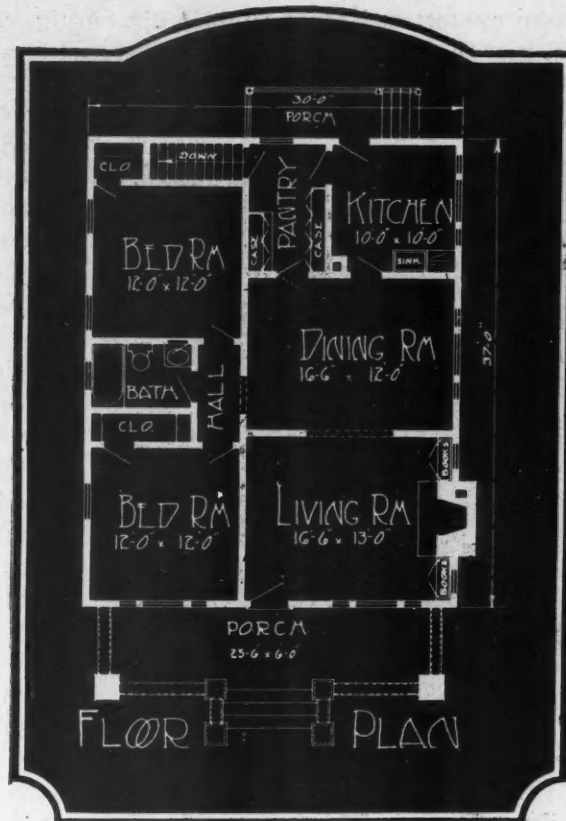 30'-0"
PORCH
CLO.
DOWN
PANTRY
KITCHEN
10'-0" x 10'-0"
CASE
CASE
SINK
BED RM
12'-0" x 12'-0"
DINING RM
16'-6" x 12'-0"
37'-0"
BATH
HALL
CLO.
BOOKS
BED RM
12'-0" x 12'-0"
LIVING RM
16'-6" x 13'-0"
BOOKS
PORCH
25'-6 x 6'-0"
FLOOR PLAN